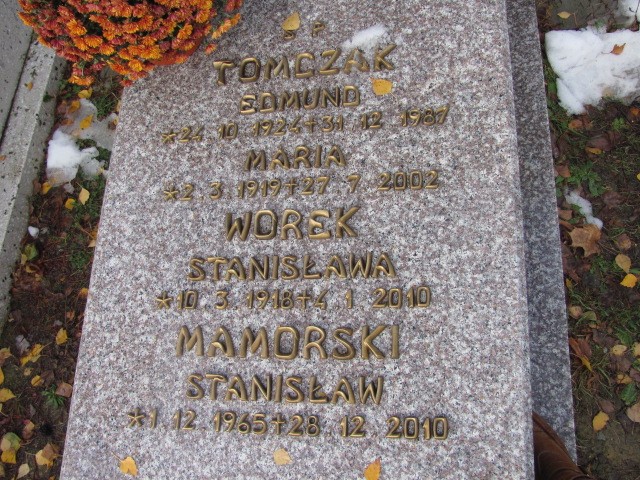 Ś P
TOMCZAK
EDMUND
*24 10 1924+31 12 1987
MARIA
*2 3 1919+27 7 2002
WOREK
STANISŁAWA
*10 3 1918+4 1 2010
MAMORSKI
STANISŁAW
*1 12 1965+28 12 2010